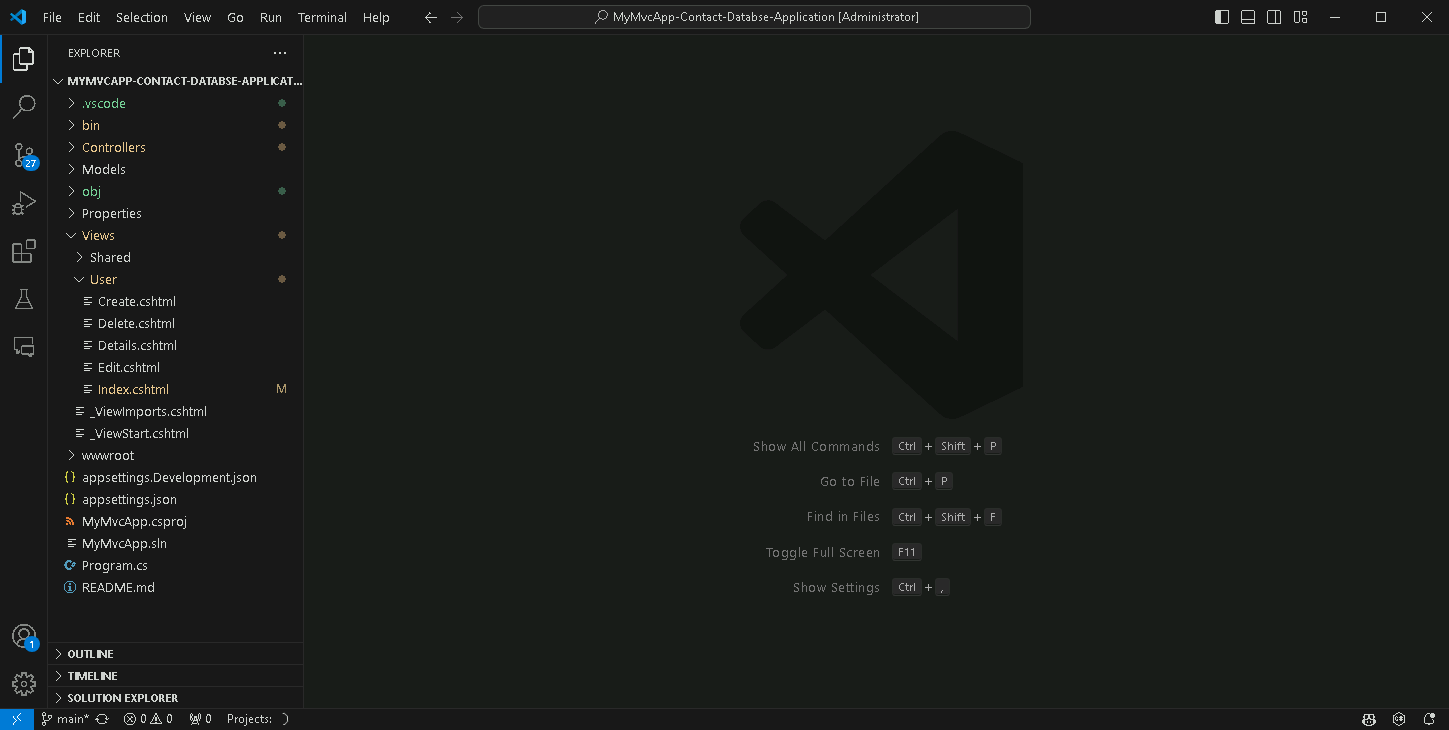 File Edit Selection View Go Run Terminal Help
MyMvcApp-Contact-Databse-Application [Administrator]
EXPLORER
MYMVCAPP-CONTACT-DATABSE-APPLICAT...
.vscode
bin
Controllers
Models
obj
Properties
Views
Shared
User
Create.cshtml
Delete.cshtml
Details.cshtml
Edit.cshtml
Index.cshtml M
_ViewImports.cshtml
_ViewStart.cshtml
wwwroot
{} appsettings.Development.json
{} appsettings.json
MyMvcApp.csproj
MyMvcApp.sln
Program.cs
README.md
OUTLINE
TIMELINE
SOLUTION EXPLORER
27
1
Show All Commands Ctrl + Shift + P
Go to File Ctrl + P
Find in Files Ctrl + Shift + F
Toggle Full Screen F11
Show Settings Ctrl + ,
main* 0 0 0 Projects: